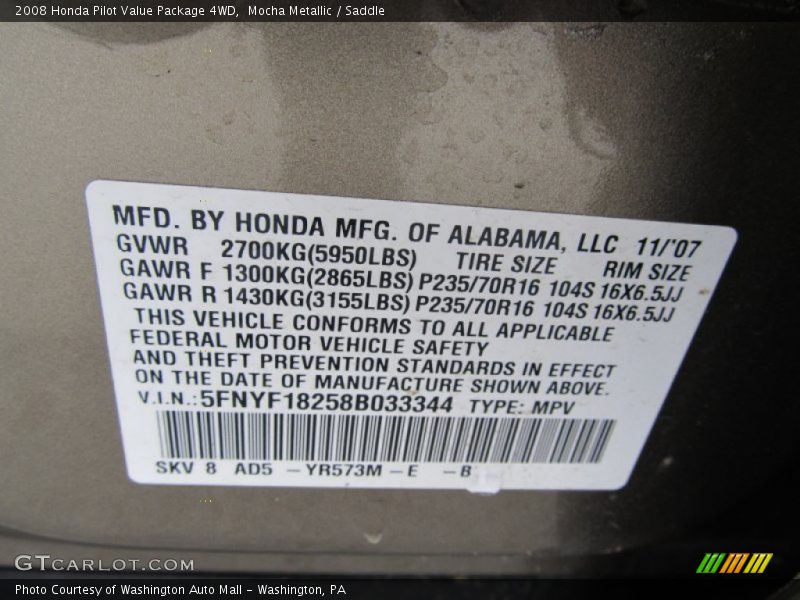 2008 Honda Pilot Value Package 4WD, Mocha Metallic / Saddle
MFD. BY HONDA MFG. OF ALABAMA, LLC 11/'07
GVWR 2700KG(5950LBS) TIRE SIZE RIM SIZE
GAWR F 1300KG(2865LBS) P235/70R16 104S 16X6.5JJ
GAWR R 1430KG(3155LBS) P235/70R16 104S 16X6.5JJ
THIS VEHICLE CONFORMS TO ALL APPLICABLE
FEDERAL MOTOR VEHICLE SAFETY
AND THEFT PREVENTION STANDARDS IN EFFECT
ON THE DATE OF MANUFACTURE SHOWN ABOVE.
V.I.N.:5FNYF18258B033344 TYPE: MPV
SKV 8 AD5 – YR573M – E – B
GTCARLOT.COM
Photo Courtesy of Washington Auto Mall – Washington, PA